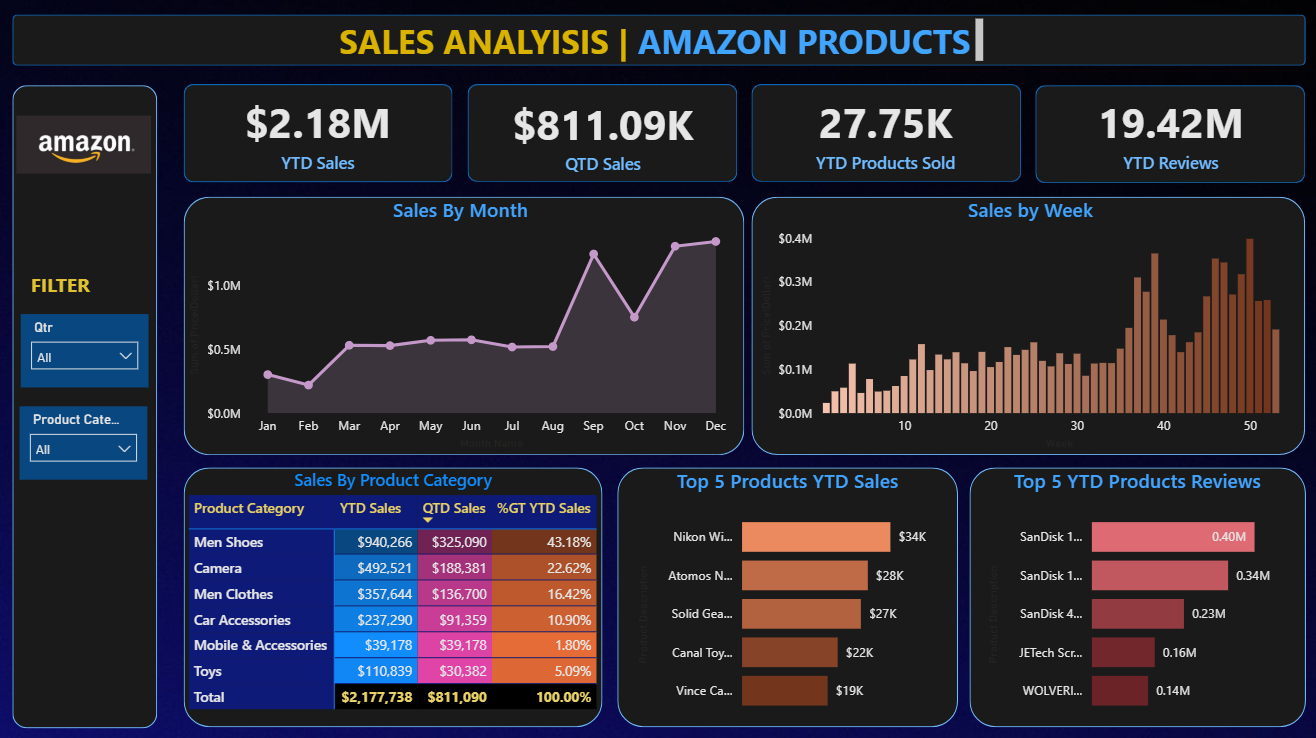 SALES ANALYISIS | AMAZON PRODUCTS
amazon
FILTER
Qtr
All
Product Cate...
All
$2.18M
YTD Sales
$811.09K
QTD Sales
27.75K
YTD Products Sold
19.42M
YTD Reviews
Sales By Month
$1.0M
$0.5M
$0.0M
Jan Feb Mar Apr May Jun Jul Aug Sep Oct Nov Dec
Month Name
Sales by Week
$0.4M
$0.3M
$0.2M
$0.1M
$0.0M
10 20 30 40 50
Week
Sales By Product Category
Product Category YTD Sales QTD Sales %GT YTD Sales
Men Shoes $940,266 $325,090 43.18%
Camera $492,521 $188,381 22.62%
Men Clothes $357,644 $136,700 16.42%
Car Accessories $237,290 $91,359 10.90%
Mobile & Accessories $39,178 $39,178 1.80%
Toys $110,839 $30,382 5.09%
Total $2,177,738 $811,090 100.00%
Top 5 Products YTD Sales
Product Description
Nikon Wi... $34K
Atomos N... $28K
Solid Gea... $27K
Canal Toy... $22K
Vince Ca... $19K
Top 5 YTD Products Reviews
Product Description
SanDisk 1... 0.40M
SanDisk 1... 0.34M
SanDisk 4... 0.23M
JETech Scr... 0.16M
WOLVERI... 0.14M